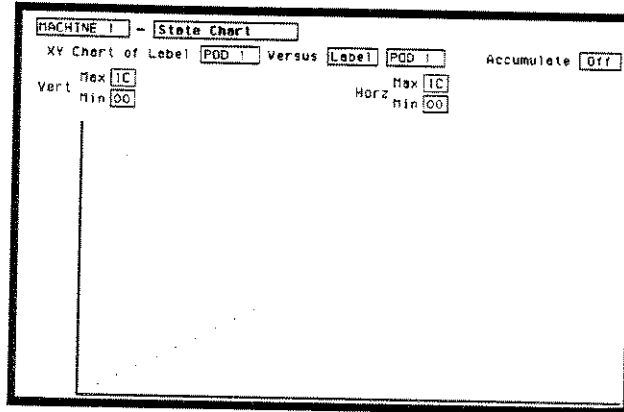 MACHINE 1 - State Chart
XY Chart of Label POD 1 Versus Label POD 1 Accumulate Off
Vert Max 1C Horz Max 1C
Min 00 Min 00